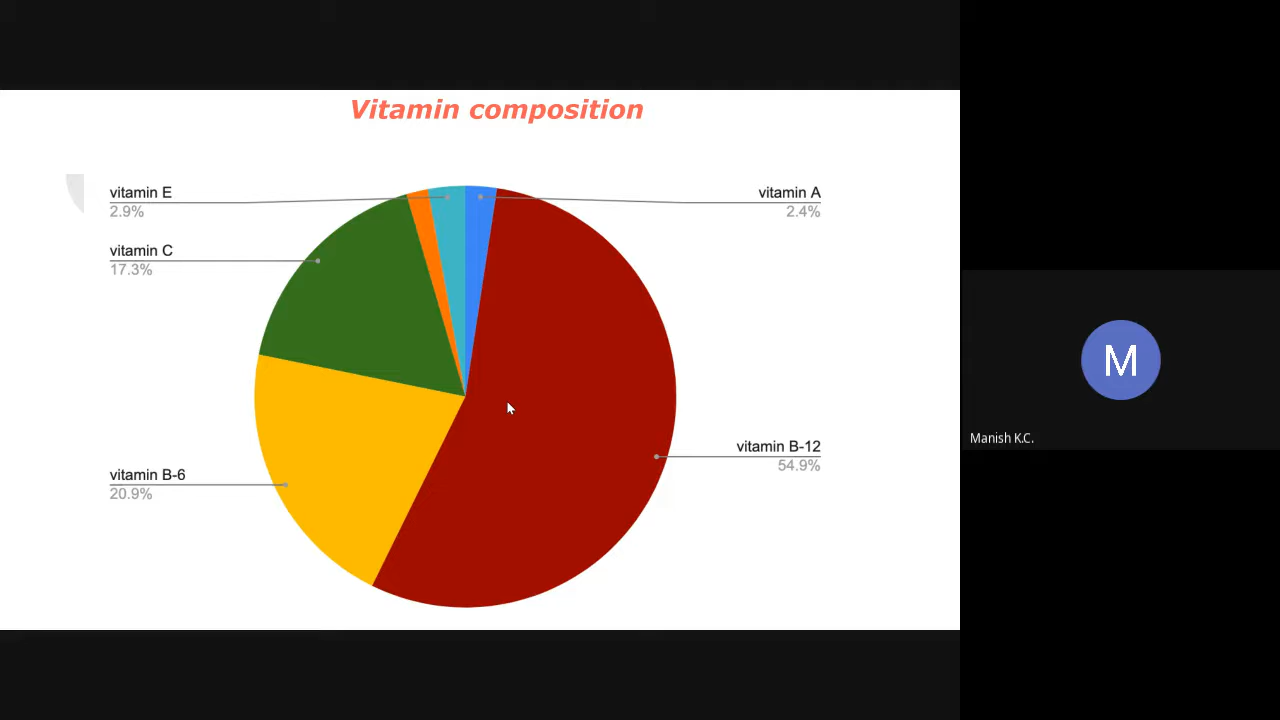 Vitamin composition
vitamin E
2.9%
vitamin A
2.4%
vitamin C
17.3%
vitamin B-12
54.9%
vitamin B-6
20.9%
M
Manish K.C.